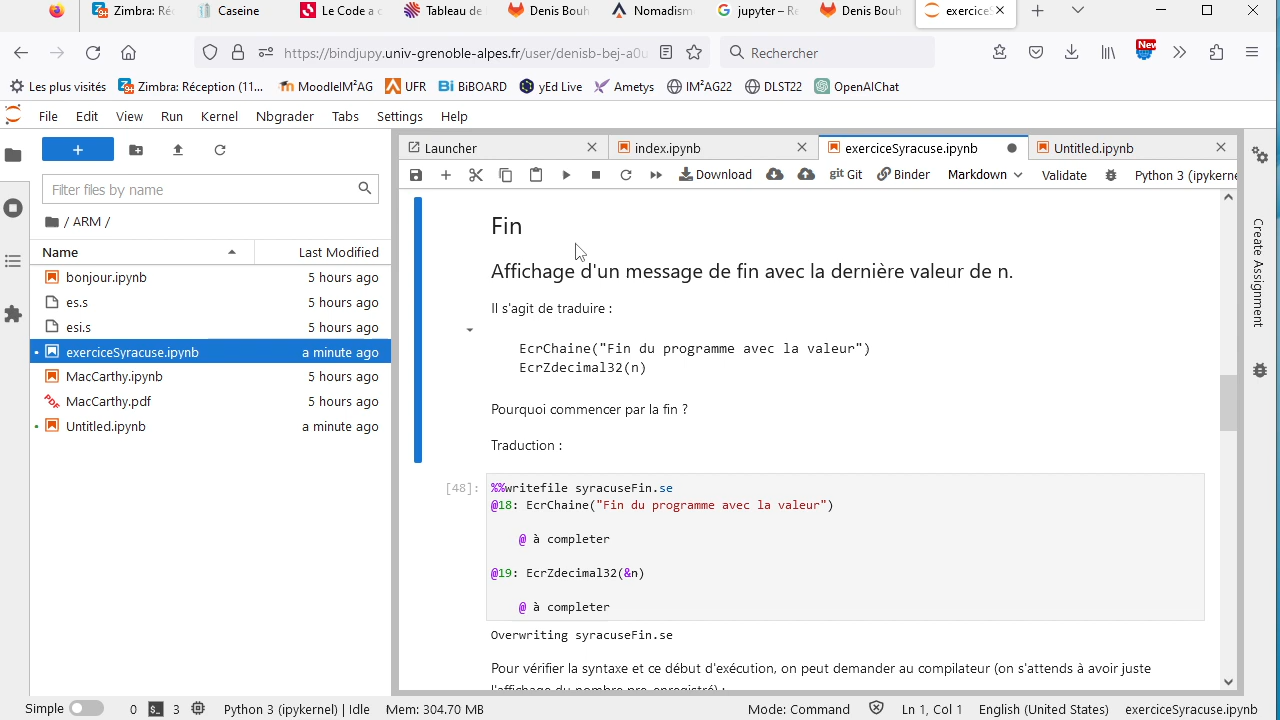 Zimbra: Réc
Caseine
Le Code a c
Tableau de
Denis Bouh
Nomadism
jupyter – Re
Denis Bouh
exerciceS
https://bindjupy.univ-grenoble-alpes.fr/user/denisb-bej-a0u
Rechercher
New
Les plus visités
Zimbra: Réception (11...
MoodleIM²AG
UFR
BiBOARD
yEd Live
Ametys
IM²AG22
DLST22
OpenAIChat
File Edit View Run Kernel Nbgrader Tabs Settings Help
Launcher
index.ipynb
exerciceSyracuse.ipynb
Untitled.ipynb
Download
git Git
Binder
Markdown
Validate
Python 3 (ipykerne
Filter files by name
/ ARM /
Name Last Modified
bonjour.ipynb 5 hours ago
es.s 5 hours ago
esi.s 5 hours ago
exerciceSyracuse.ipynb a minute ago
MacCarthy.ipynb 5 hours ago
PDF MacCarthy.pdf 5 hours ago
Untitled.ipynb a minute ago
Fin
Affichage d'un message de fin avec la dernière valeur de n.
Il s'agit de traduire :
EcrChaine("Fin du programme avec la valeur")
EcrZdecimal32(n)
Pourquoi commencer par la fin ?
Traduction :
[48]: %%writefile syracuseFin.se
@18: EcrChaine("Fin du programme avec la valeur")
@ à completer
@19: EcrZdecimal32(&n)
@ à completer
Overwriting syracuseFin.se
Pour vérifier la syntaxe et ce début d'exécution, on peut demander au compilateur (on s'attends à avoir juste
l'affichage du nombre pre-enregistré) :
Create Assignment
Simple
0
3
Python 3 (ipykernel) | Idle
Mem: 304.70 MB
Mode: Command
Ln 1, Col 1
English (United States)
exerciceSyracuse.ipynb